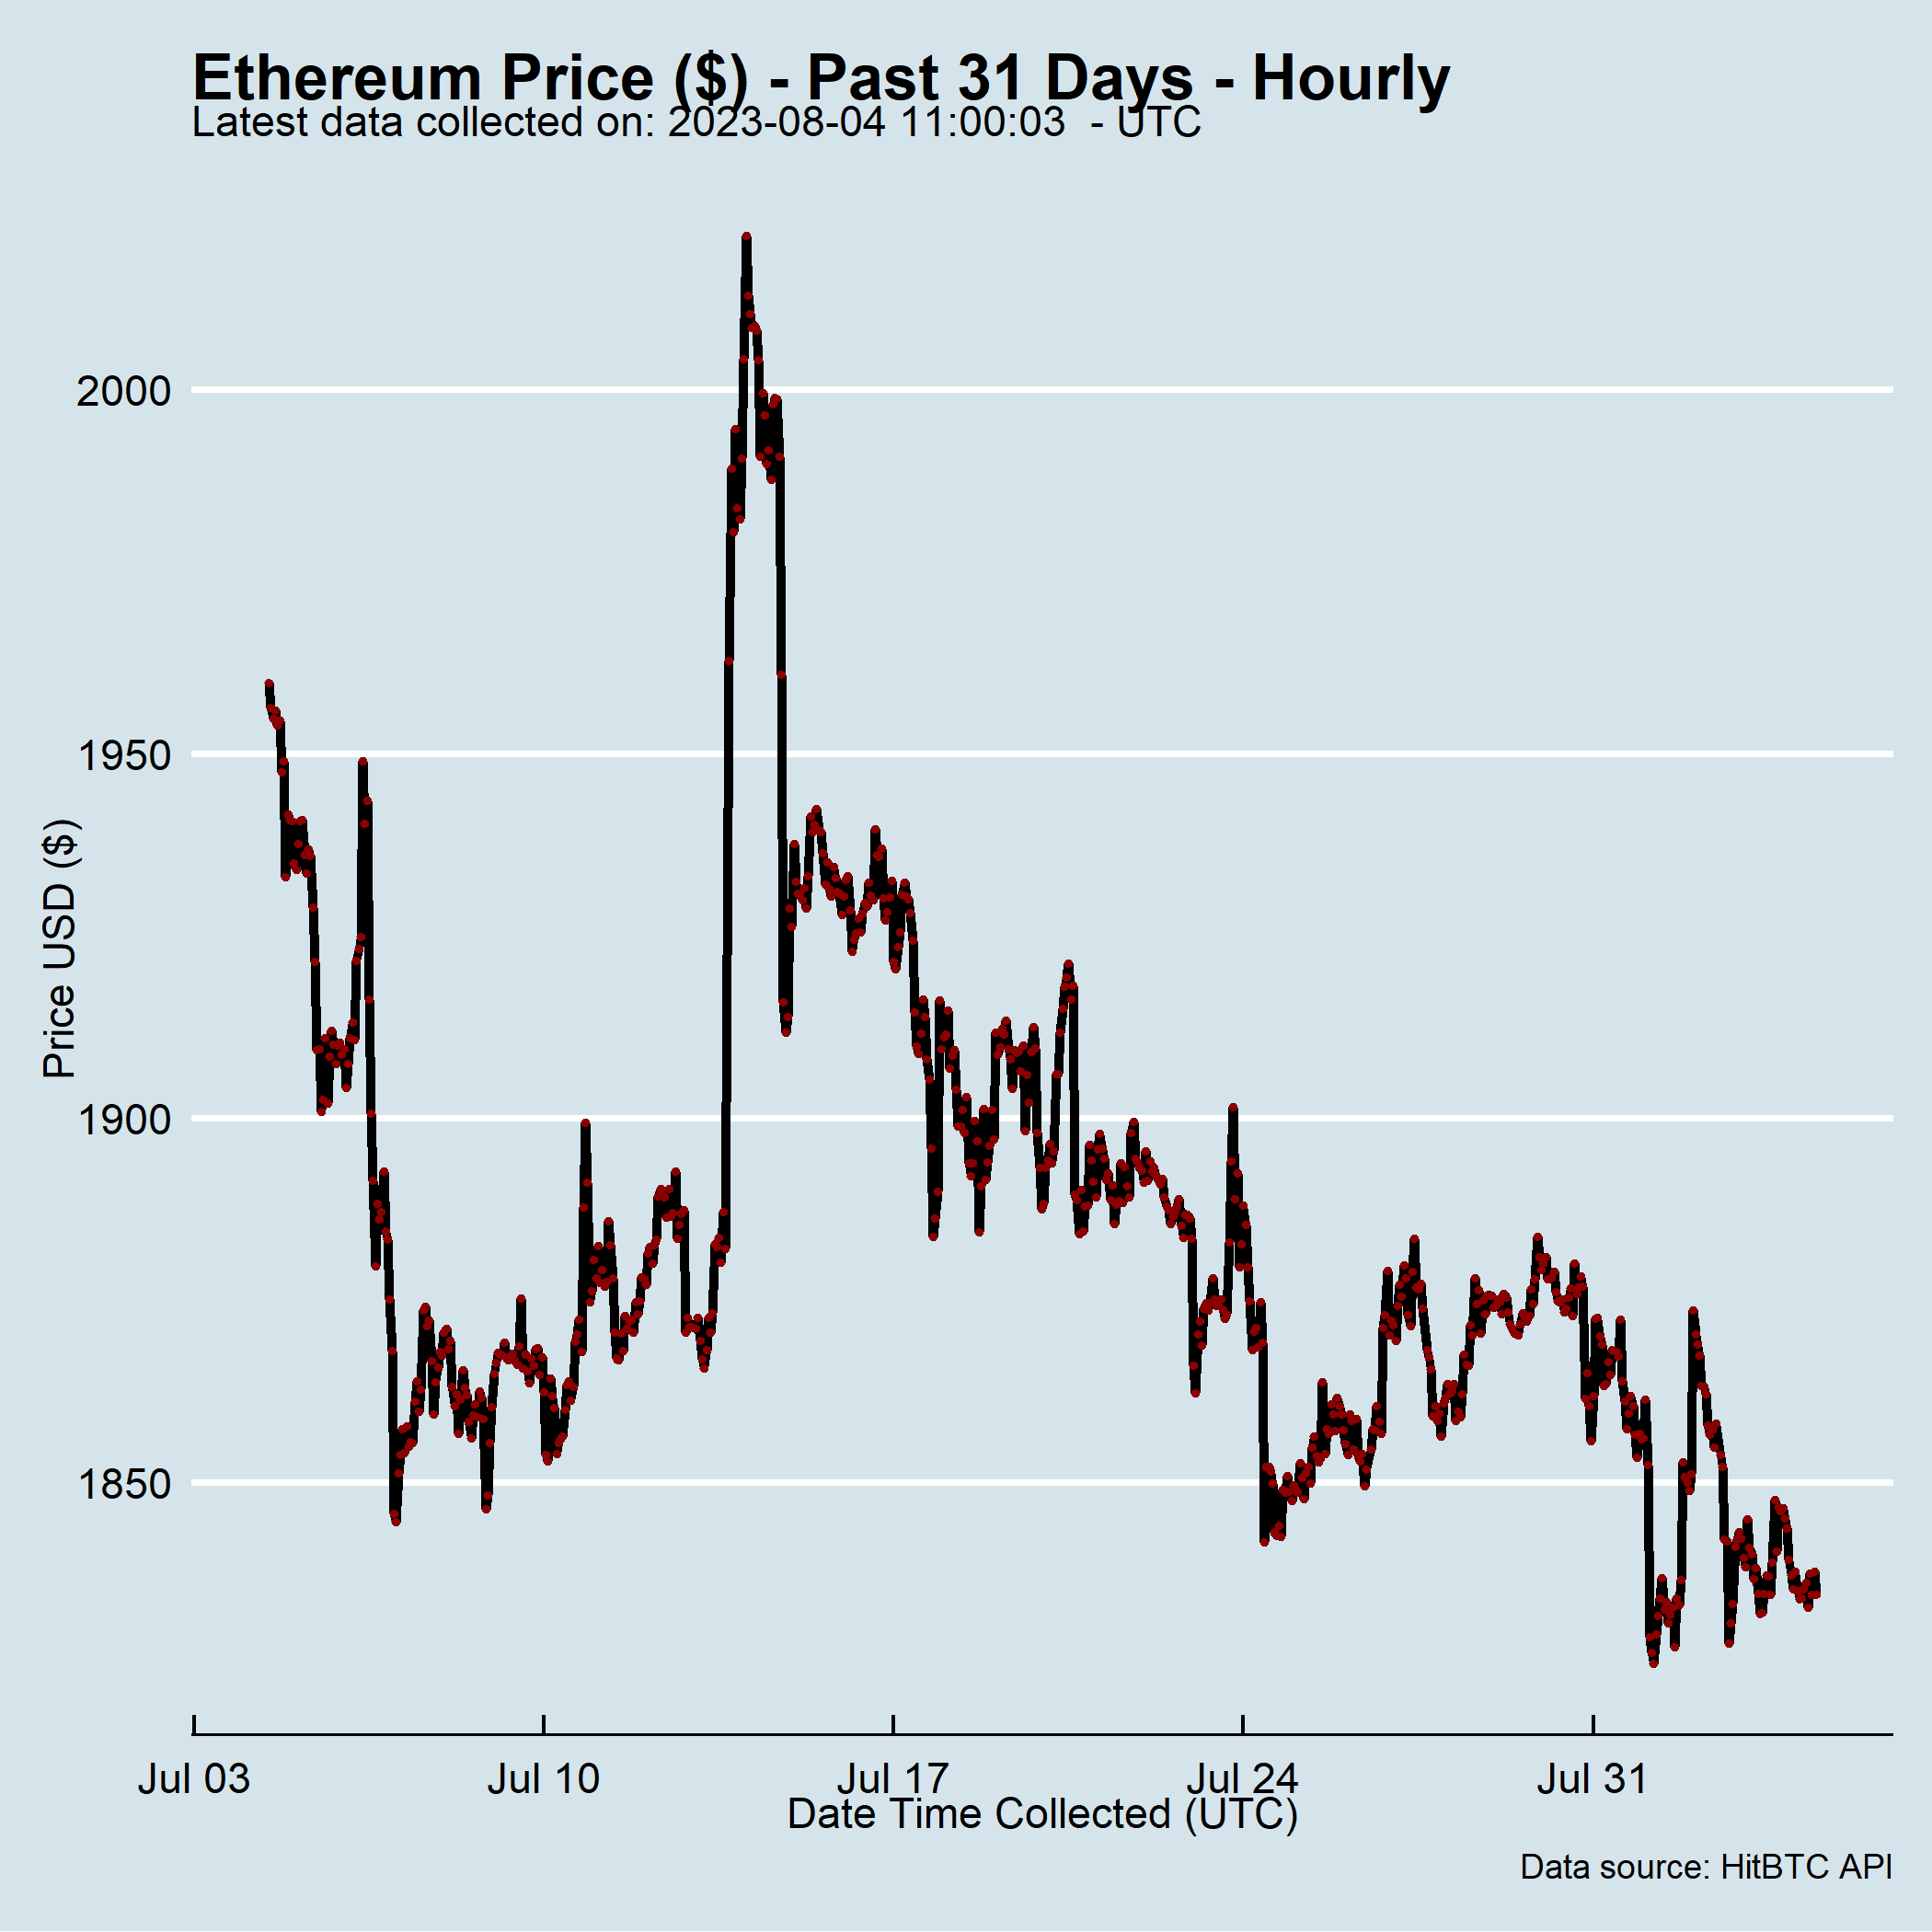 Ethereum Price ($) - Past 31 Days - Hourly
Latest data collected on: 2023-08-04 11:00:03  - UTC
2000
1950
1900
1850
Price USD ($)
Jul 03 Jul 10 Jul 17 Jul 24 Jul 31
Date Time Collected (UTC)
Data source: HitBTC API